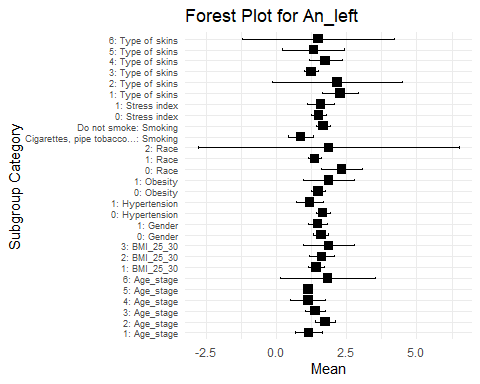 Forest Plot for An_left
Subgroup Category
6: Type of skins
5: Type of skins
4: Type of skins
3: Type of skins
2: Type of skins
1: Type of skins
1: Stress index
0: Stress index
Do not smoke: Smoking
Cigarettes, pipe tobacco...: Smoking
2: Race
1: Race
0: Race
1: Obesity
0: Obesity
1: Hypertension
0: Hypertension
1: Gender
0: Gender
3: BMI_25_30
2: BMI_25_30
1: BMI_25_30
6: Age_stage
5: Age_stage
4: Age_stage
3: Age_stage
2: Age_stage
1: Age_stage
-2.5 0.0 2.5 5.0
Mean